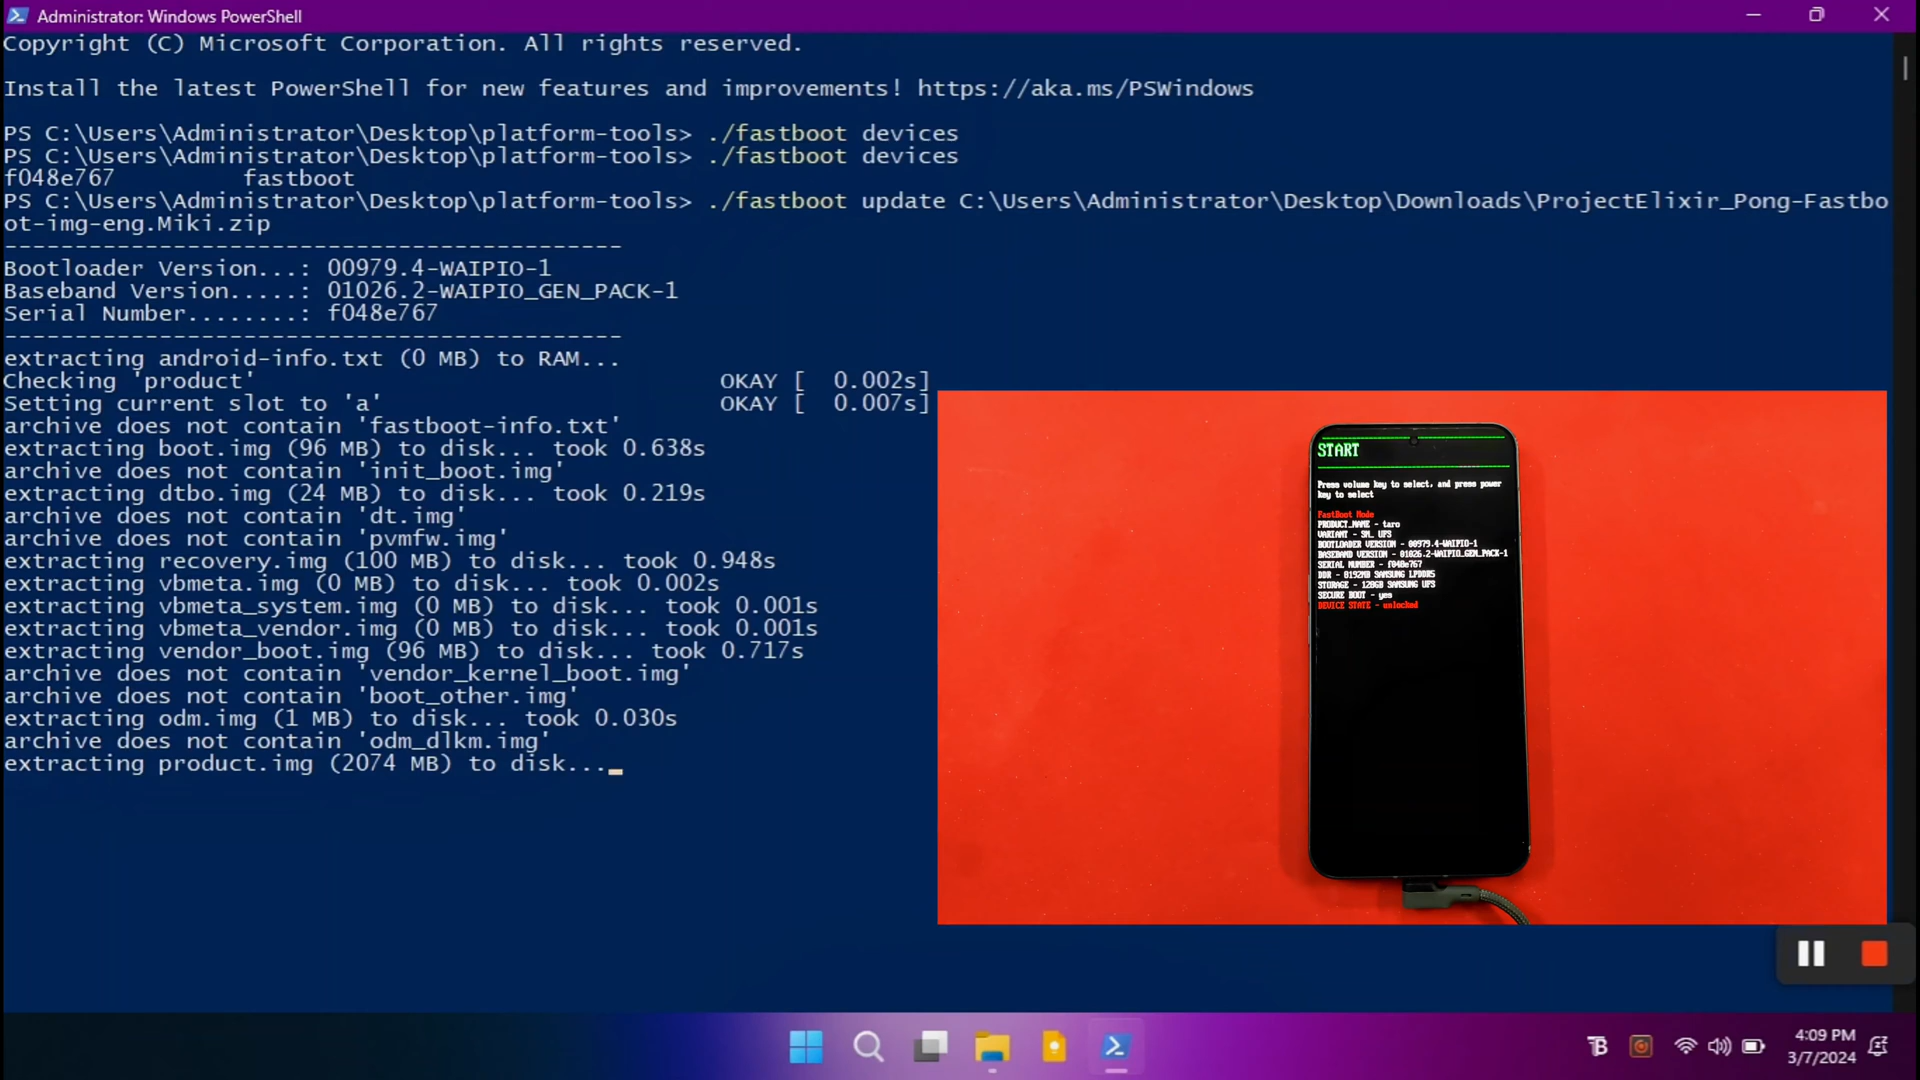 Administrator: Windows PowerShell
Copyright (C) Microsoft Corporation. All rights reserved.
Install the latest PowerShell for new features and improvements! https://aka.ms/PSWindows
PS C:\Users\Administrator\Desktop\platform-tools> ./fastboot devices
PS C:\Users\Administrator\Desktop\platform-tools> ./fastboot devices
f048e767        fastboot
PS C:\Users\Administrator\Desktop\platform-tools> ./fastboot update C:\Users\Administrator\Desktop\Downloads\ProjectElixir_Pong-Fastbo
ot-img-eng.Miki.zip
--------------------------------------------
Bootloader Version...: 00979.4-WAIPIO-1
Baseband Version.....: 01026.2-WAIPIO_GEN_PACK-1
Serial Number........: f048e767
--------------------------------------------
extracting android-info.txt (0 MB) to RAM...
Checking 'product'                                 OKAY [  0.002s]
Setting current slot to 'a'                        OKAY [  0.007s]
archive does not contain 'fastboot-info.txt'
extracting boot.img (96 MB) to disk... took 0.638s
archive does not contain 'init_boot.img'
extracting dtbo.img (24 MB) to disk... took 0.219s
archive does not contain 'dt.img'
archive does not contain 'pvmfw.img'
extracting recovery.img (100 MB) to disk... took 0.948s
extracting vbmeta.img (0 MB) to disk... took 0.002s
extracting vbmeta_system.img (0 MB) to disk... took 0.001s
extracting vbmeta_vendor.img (0 MB) to disk... took 0.001s
extracting vendor_boot.img (96 MB) to disk... took 0.717s
archive does not contain 'vendor_kernel_boot.img'
archive does not contain 'boot_other.img'
extracting odm.img (1 MB) to disk... took 0.030s
archive does not contain 'odm_dlkm.img'
extracting product.img (2074 MB) to disk...
START
Press volume key to select, and press power
key to select
FastBoot Mode
PRODUCT_NAME - taro
VARIANT - SM_ UFS
BOOTLOADER VERSION - 00979.4-WAIPIO-1
BASEBAND VERSION - 01026.2-WAIPIO_GEN_PACK-1
SERIAL NUMBER - f048e767
DDR - 8192MB SAMSUNG LPDDR5
STORAGE - 128GB SAMSUNG UFS
SECURE BOOT - yes
DEVICE STATE - unlocked
4:09 PM
3/7/2024